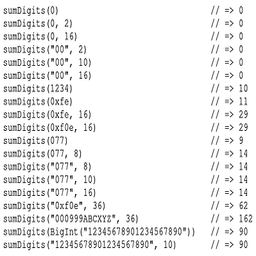 sumDigits(0) // => 0
sumDigits(0, 2) // => 0
sumDigits(0, 16) // => 0
sumDigits("00", 2) // => 0
sumDigits("00", 10) // => 0
sumDigits("00", 16) // => 0
sumDigits(1234) // => 10
sumDigits(0xfe) // => 11
sumDigits(0xfe, 16) // => 29
sumDigits(0xf0e, 16) // => 29
sumDigits(077) // => 9
sumDigits(077, 8) // => 14
sumDigits("077", 8) // => 14
sumDigits("077", 10) // => 14
sumDigits("077", 16) // => 14
sumDigits("0xf0e", 36) // => 62
sumDigits("000999ABCXYZ", 36) // => 162
sumDigits(BigInt("12345678901234567890")) // => 90
sumDigits("12345678901234567890", 10) // => 90